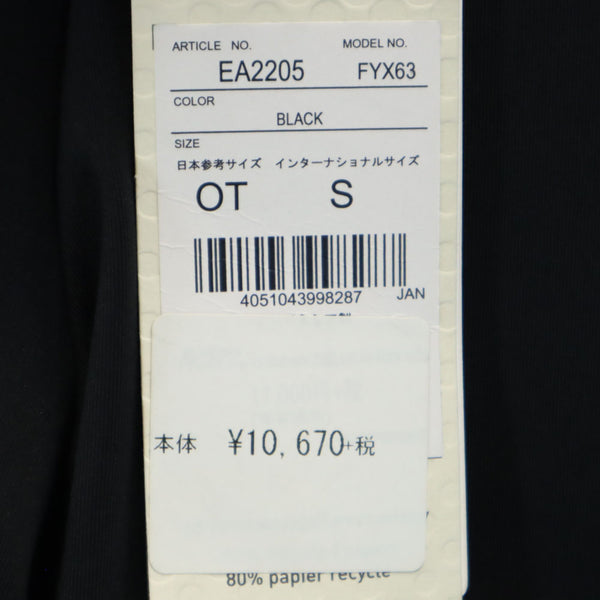 ARTICLE NO. MODEL NO.
EA2205 FYX63
COLOR
BLACK
SIZE
日本参考サイズ インターナショナルサイズ
OT S
4051043998287 JAN
本体 ¥10,670+税
80% papier recyclé